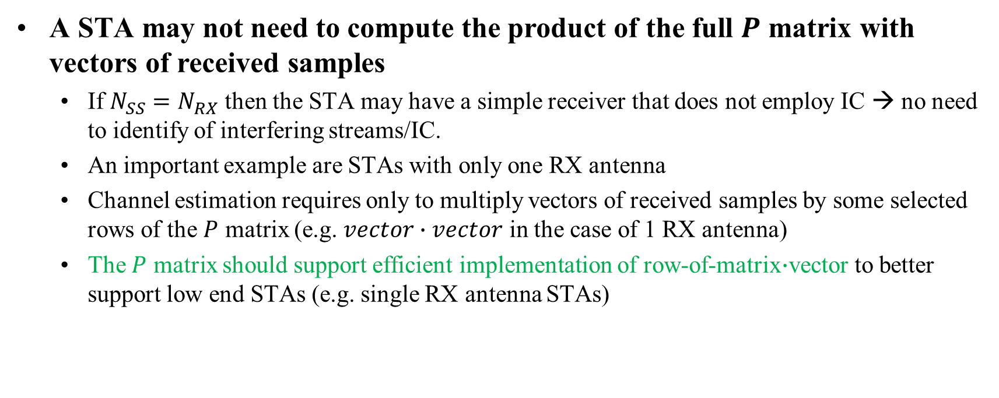 • A STA may not need to compute the product of the full P matrix with
vectors of received samples
• If N_SS = N_RX then the STA may have a simple receiver that does not employ IC → no need
to identify of interfering streams/IC.
• An important example are STAs with only one RX antenna
• Channel estimation requires only to multiply vectors of received samples by some selected
rows of the P matrix (e.g. vector · vector in the case of 1 RX antenna)
• The P matrix should support efficient implementation of row-of-matrix·vector to better
support low end STAs (e.g. single RX antenna STAs)